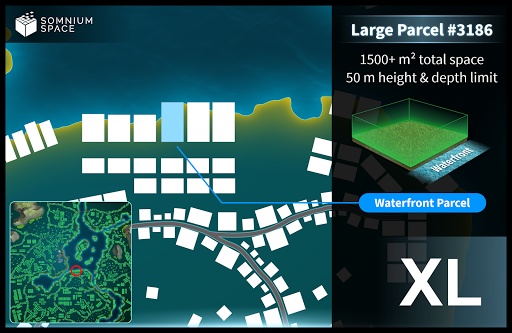 SOMNIUM
SPACE
Large Parcel #3186
1500+ m² total space
50 m height & depth limit
Waterfront
Waterfront Parcel
XL